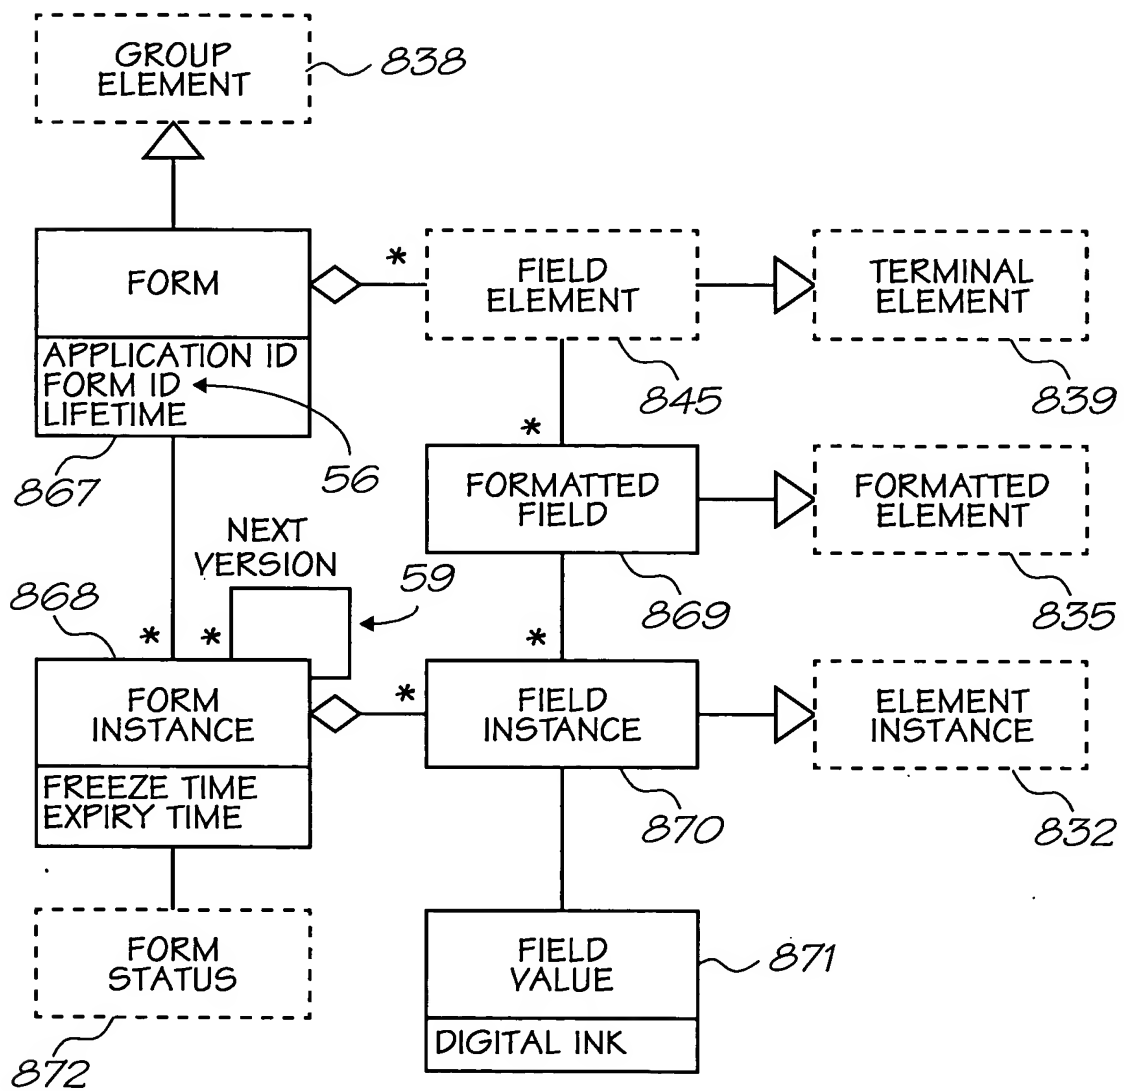 GROUP
ELEMENT
838
FORM
*
FIELD
ELEMENT
TERMINAL
ELEMENT
APPLICATION ID
FORM ID
LIFETIME
845
839
867
56
*
FORMATTED
FIELD
FORMATTED
ELEMENT
NEXT
VERSION
59
869
835
868
*
*
*
FORM
INSTANCE
*
FIELD
INSTANCE
ELEMENT
INSTANCE
FREEZE TIME
EXPIRY TIME
870
832
FORM
STATUS
872
FIELD
VALUE
871
DIGITAL INK